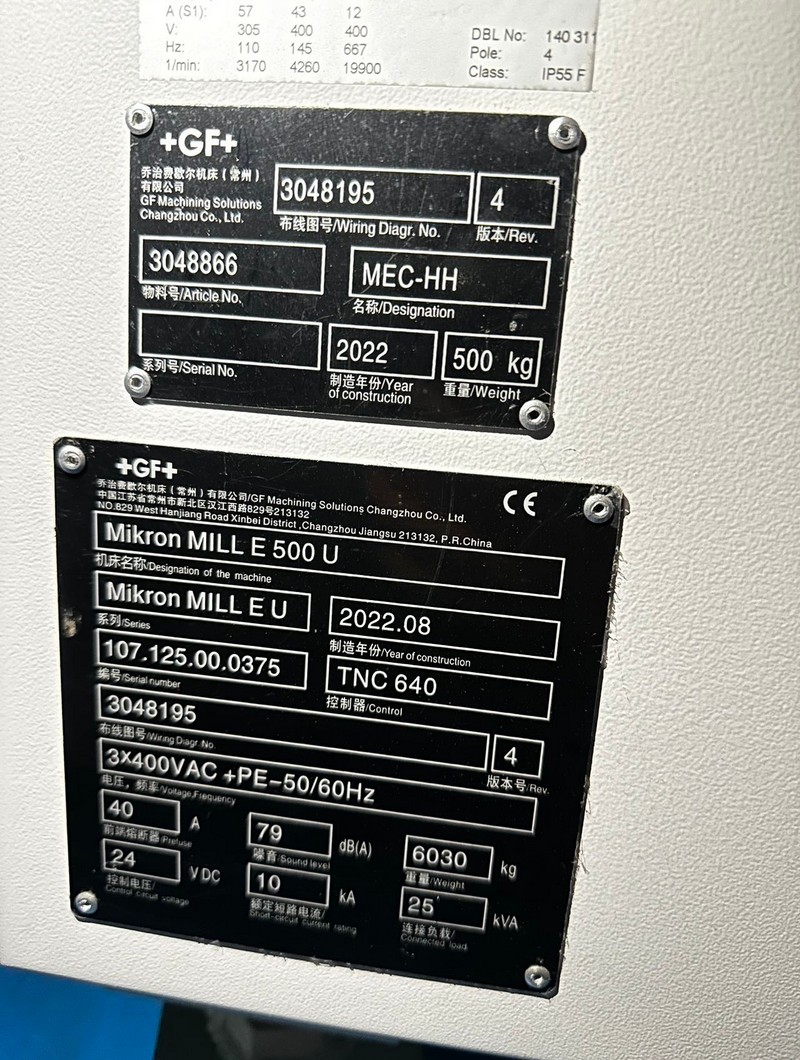 A (S1): 57 43 12
V: 305 400 400
Hz: 110 145 667
1/min: 3170 4260 19900
DBL No: 140 311
Pole: 4
Class: IP55 F
+GF+
乔治费歇尔机床（常州）
有限公司
GF Machining Solutions
Changzhou Co., Ltd.
3048195
布线图号/Wiring Diagr. No.
4
版本/Rev.
3048866
物料号/Article No.
MEC-HH
名称/Designation
系列号/Serial No.
2022
制造年份/Year
of construction
500 kg
重量/Weight
+GF+
CE
乔治费歇尔机床（常州）有限公司/GF Machining Solutions Changzhou Co., Ltd.
中国江苏省常州市新北区汉江西路829号213132
NO.829 West Hanjiang Road Xinbei District ,Changzhou Jiangsu 213132, P.R.China
Mikron MILL E 500 U
机床名称/Designation of the machine
Mikron MILL E U
系列/Series
2022.08
制造年份/Year of construction
107.125.00.0375
编号/Serial number
TNC 640
控制器/Control
3048195
布线图号/Wiring Diagr. No.
4
版本号/Rev.
3×400VAC +PE-50/60Hz
电压，频率/Voltage,Frequency
40 A
前端熔断器/Prefuse
79 dB(A)
噪音/Sound level
6030 kg
重量/Weight
24 V DC
控制电压/
Control circuit voltage
10 kA
额定短路电流/
Short-circuit current rating
25 kVA
连接负载/
Connected load